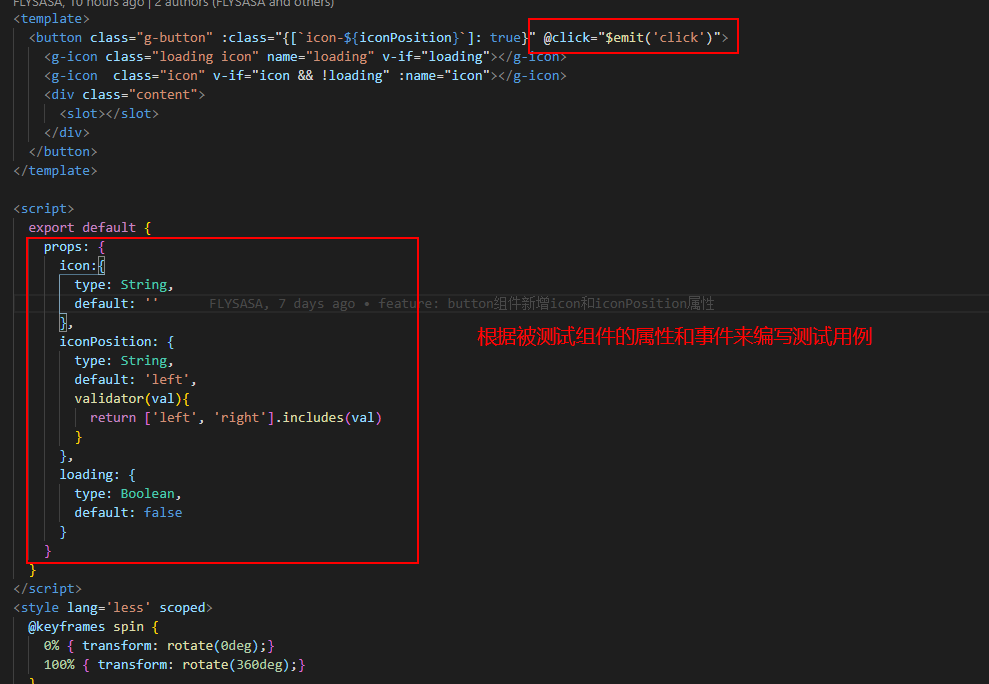 FLYSASA, 10 hours ago | 2 authors (FLYSASA and others)
<template>
<button class="g-button" :class="{[`icon-${iconPosition}`]: true}" @click="$emit('click')">
<g-icon class="loading icon" name="loading" v-if="loading"></g-icon>
<g-icon  class="icon" v-if="icon && !loading" :name="icon"></g-icon>
<div class="content">
<slot></slot>
</div>
</button>
</template>
<script>
export default {
props: {
icon:{
type: String,
default: ''    FLYSASA, 7 days ago • feature: button组件新增icon和iconPosition属性
},
根据被测试组件的属性和事件来编写测试用例
iconPosition: {
type: String,
default: 'left',
validator(val){
return ['left', 'right'].includes(val)
}
},
loading: {
type: Boolean,
default: false
}
}
}
</script>
<style lang='less' scoped>
@keyframes spin {
0% { transform: rotate(0deg);}
100% { transform: rotate(360deg);}
}